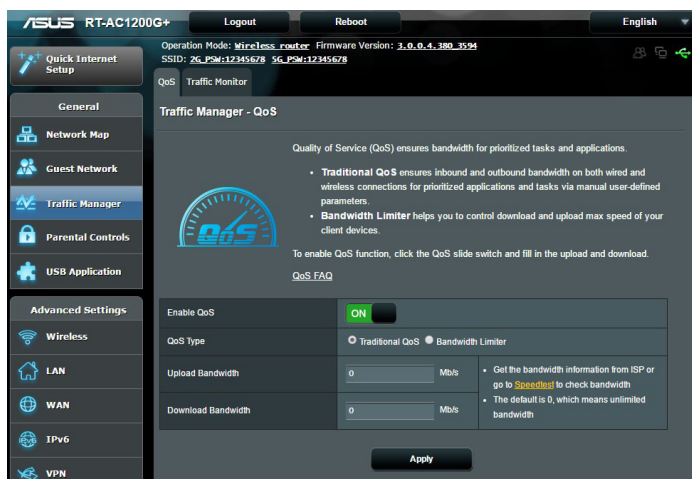 ASUS RT-AC1200G+ Logout Reboot English
Quick Internet Setup
Operation Mode: Wireless router Firmware Version: 3.0.0.4.380_3594
SSID: 2G_PSW:12345678 5G_PSW:12345678
QoS Traffic Monitor
General
Network Map
Guest Network
Traffic Manager
Parental Controls
USB Application
Advanced Settings
Wireless
LAN
WAN
IPv6
VPN
Traffic Manager - QoS
QoS
Quality of Service (QoS) ensures bandwidth for prioritized tasks and applications.
• Traditional QoS ensures inbound and outbound bandwidth on both wired and
wireless connections for prioritized applications and tasks via manual user-defined
parameters.
• Bandwidth Limiter helps you to control download and upload max speed of your
client devices.
To enable QoS function, click the QoS slide switch and fill in the upload and download.
QoS FAQ
Enable QoS ON
QoS Type Traditional QoS Bandwidth Limiter
Upload Bandwidth 0 Mb/s
Download Bandwidth 0 Mb/s
• Get the bandwidth information from ISP or
go to Speedtest to check bandwidth
• The default is 0, which means unlimited
bandwidth
Apply